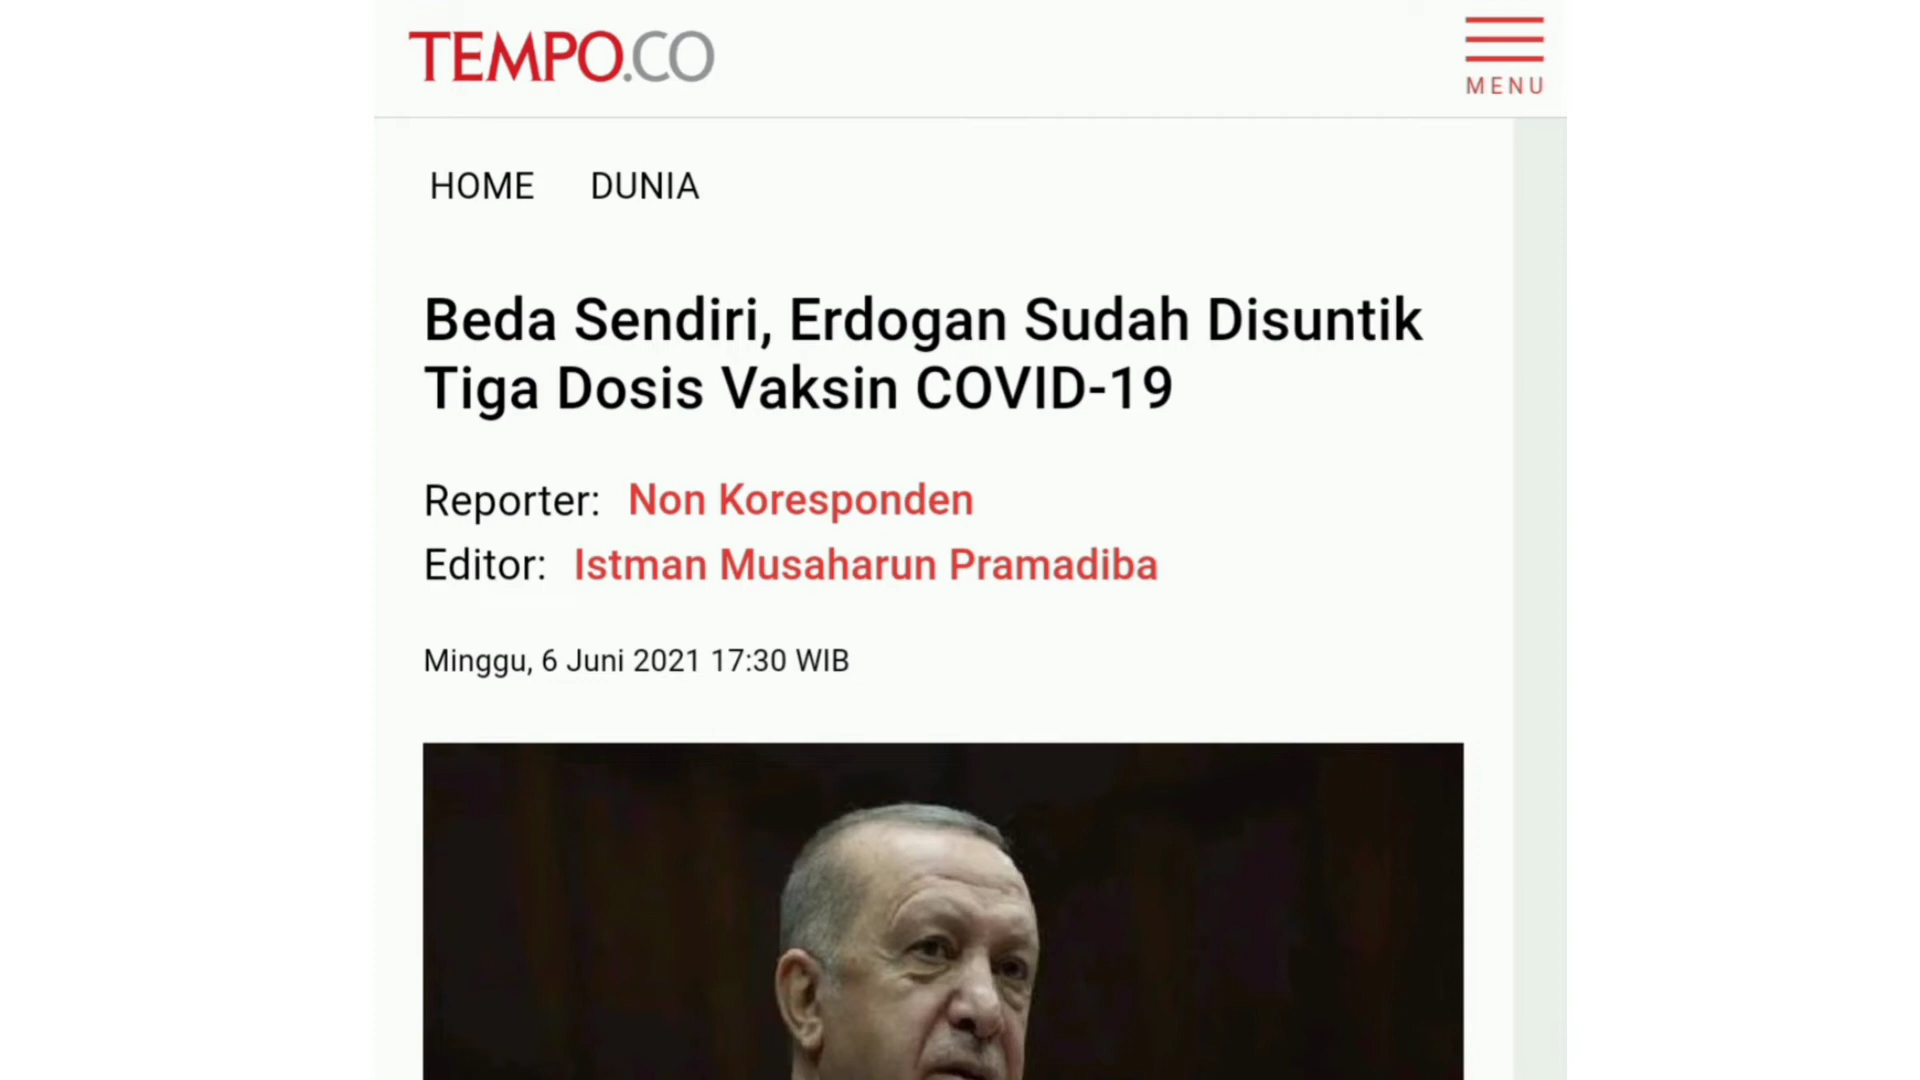 TEMPO.CO
MENU
HOME DUNIA
Beda Sendiri, Erdogan Sudah Disuntik
Tiga Dosis Vaksin COVID-19
Reporter: Non Koresponden
Editor: Istman Musaharun Pramadiba
Minggu, 6 Juni 2021 17:30 WIB